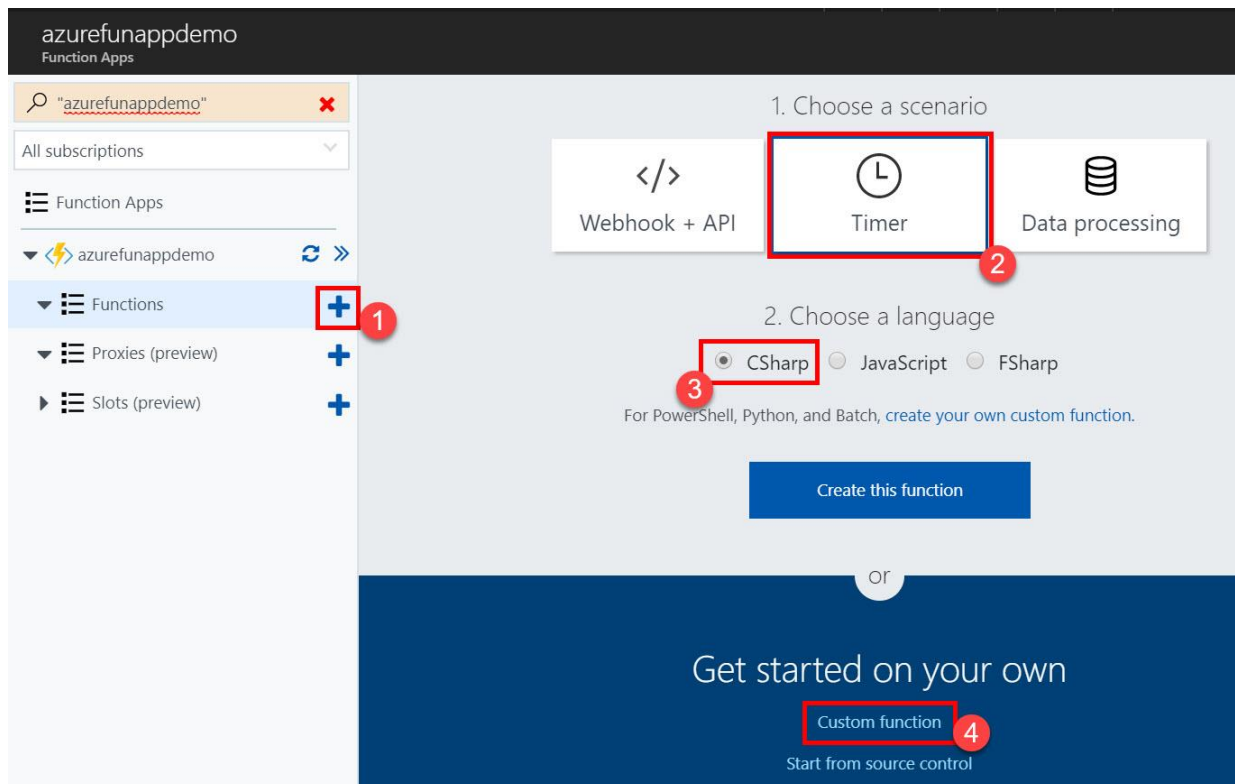 azurefunappdemo
Function Apps
"azurefunappdemo"
All subscriptions
Function Apps
azurefunappdemo
Functions
1
Proxies (preview)
Slots (preview)
1. Choose a scenario
</>
Webhook + API
Timer
Data processing
2
2. Choose a language
CSharp
JavaScript
FSharp
3
For PowerShell, Python, and Batch, create your own custom function.
Create this function
or
Get started on your own
Custom function
4
Start from source control